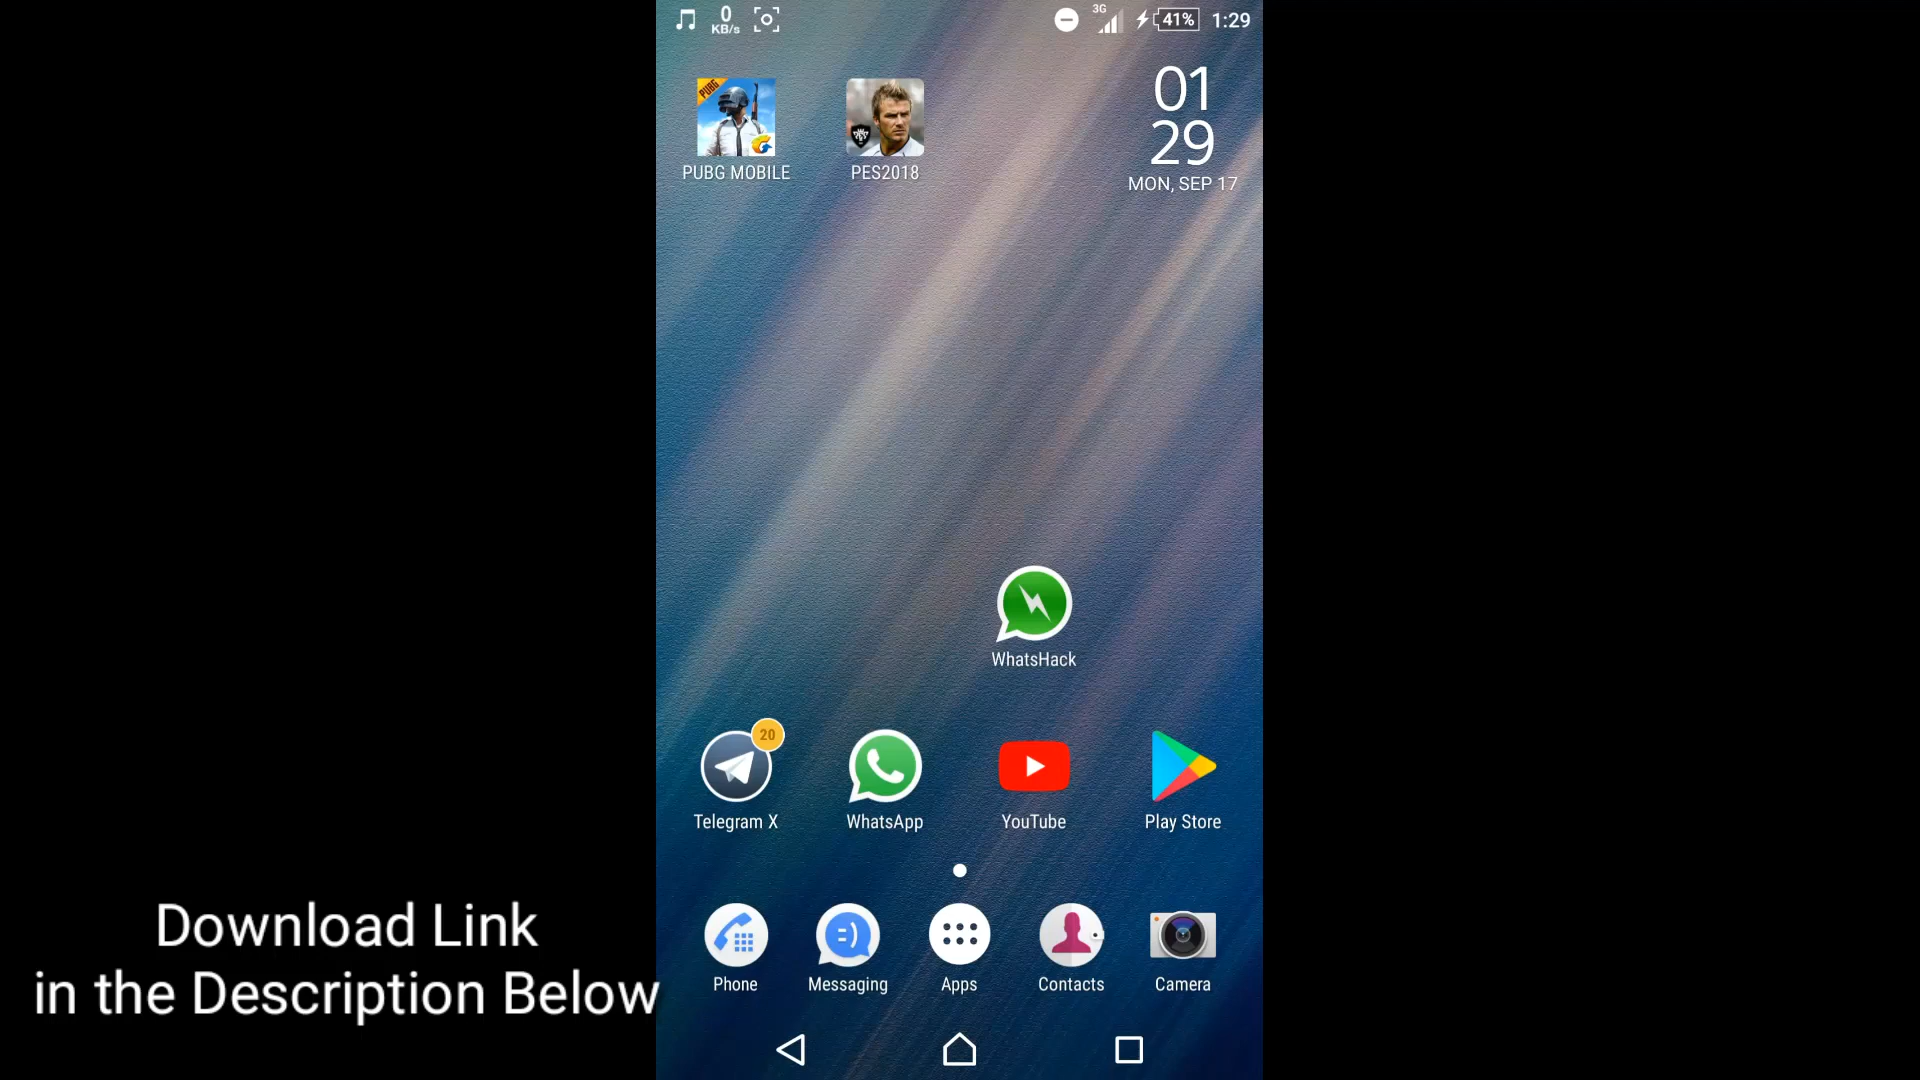 0
KB/s
3G
41%
1:29
PUBG
PUBG MOBILE
PES2018
01
29
MON, SEP 17
WhatsHack
20
Telegram X
WhatsApp
YouTube
Play Store
Phone
Messaging
Apps
Contacts
Camera
Download Link
in the Description Below